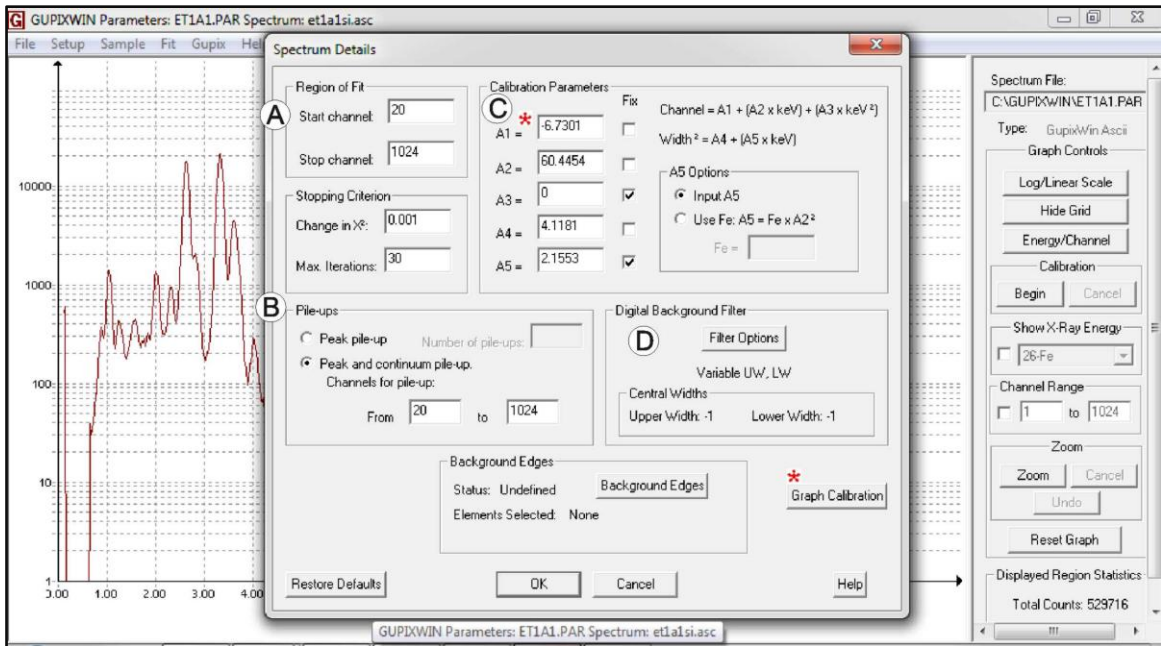 G GUPIXWIN Parameters: ET1A1.PAR Spectrum: et1a1si.asc
File Setup Sample Fit Gupix Hel
10000
1000
100
10
1
0.00 1.00 2.00 3.00 4.00
Spectrum Details
A
Region of Fit
Start channel: 20
Stop channel: 1024
Stopping Criterion
Change in X²: 0.001
Max. Iterations: 30
C
Calibration Parameters
Fix
A1 = * -6.7301
A2 = 60.4454
A3 = 0
A4 = 4.1181
A5 = 2.1553
Channel = A1 + (A2 x keV) + (A3 x keV²)
Width² = A4 + (A5 x keV)
A5 Options
Input A5
Use Fe: A5 = Fe x A2²
Fe =
B
Pile-ups
Peak pile-up Number of pile-ups:
Peak and continuum pile-up.
Channels for pile-up:
From 20 to 1024
Digital Background Filter
D
Filter Options
Variable UW, LW
Central Widths
Upper Width: -1 Lower Width: -1
Background Edges
Status: Undefined Background Edges
Elements Selected: None
*
Graph Calibration
Restore Defaults OK Cancel Help
GUPIXWIN Parameters: ET1A1.PAR Spectrum: et1a1si.asc
Spectrum File:
C:\GUPIXWIN\ET1A1.PAR
Type: GupixWin Ascii
Graph Controls
Log/Linear Scale
Hide Grid
Energy/Channel
Calibration
Begin Cancel
Show X-Ray Energy
26-Fe
Channel Range
1 to 1024
Zoom
Zoom Cancel
Undo
Reset Graph
Displayed Region Statistics
Total Counts: 529716